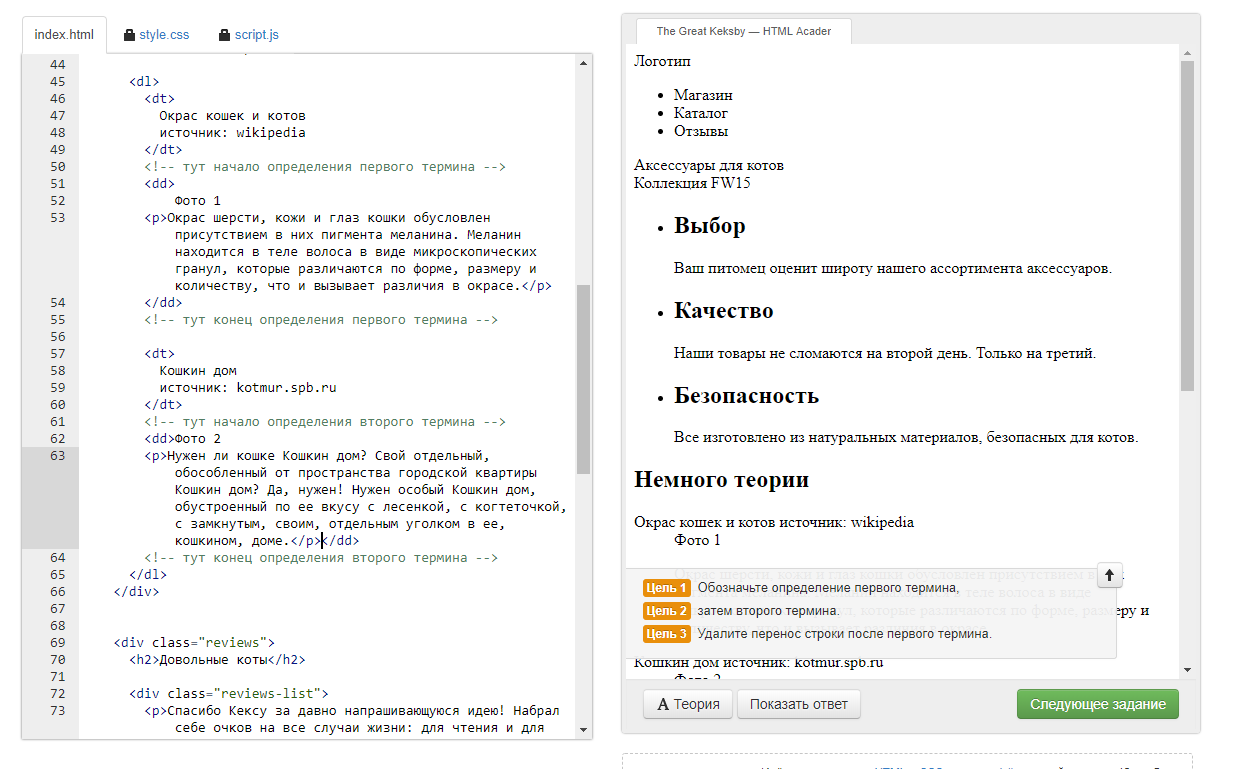 index.html
style.css
script.js
44
45 <dl>
46 <dt>
47 Окрас кошек и котов
48 источник: wikipedia
49 </dt>
50 <!-- тут начало определения первого термина -->
51 <dd>
52 Фото 1
53 <p>Окрас шерсти, кожи и глаз кошки обусловлен
присутствием в них пигмента меланина. Меланин
находится в теле волоса в виде микроскопических
гранул, которые различаются по форме, размеру и
количеству, что и вызывает различия в окрасе.</p>
54 </dd>
55 <!-- тут конец определения первого термина -->
56
57 <dt>
58 Кошкин дом
59 источник: kotmur.spb.ru
60 </dt>
61 <!-- тут начало определения второго термина -->
62 <dd>Фото 2
63 <p>Нужен ли кошке Кошкин дом? Свой отдельный,
обособленный от пространства городской квартиры
Кошкин дом? Да, нужен! Нужен особый Кошкин дом,
обустроенный по ее вкусу с лесенкой, с когтеточкой,
с замкнутым, своим, отдельным уголком в ее,
кошкином, доме.</p></dd>
64 <!-- тут конец определения второго термина -->
65 </dl>
66 </div>
67
68
69 <div class="reviews">
70 <h2>Довольные коты</h2>
71
72 <div class="reviews-list">
73 <p>Спасибо Кексу за давно напрашивающуюся идею! Набрал
себе очков на все случаи жизни: для чтения и для
The Great Keksby — HTML Acader
Логотип
Магазин
Каталог
Отзывы
Аксессуары для котов
Коллекция FW15
Выбор
Ваш питомец оценит широту нашего ассортимента аксессуаров.
Качество
Наши товары не сломаются на второй день. Только на третий.
Безопасность
Все изготовлено из натуральных материалов, безопасных для котов.
Немного теории
Окрас кошек и котов источник: wikipedia
Фото 1
Цель 1 Обозначьте определение первого термина,
Цель 2 затем второго термина.
Цель 3 Удалите перенос строки после первого термина.
Кошкин дом источник: kotmur.spb.ru
Фото 2
А Теория
Показать ответ
Следующее задание